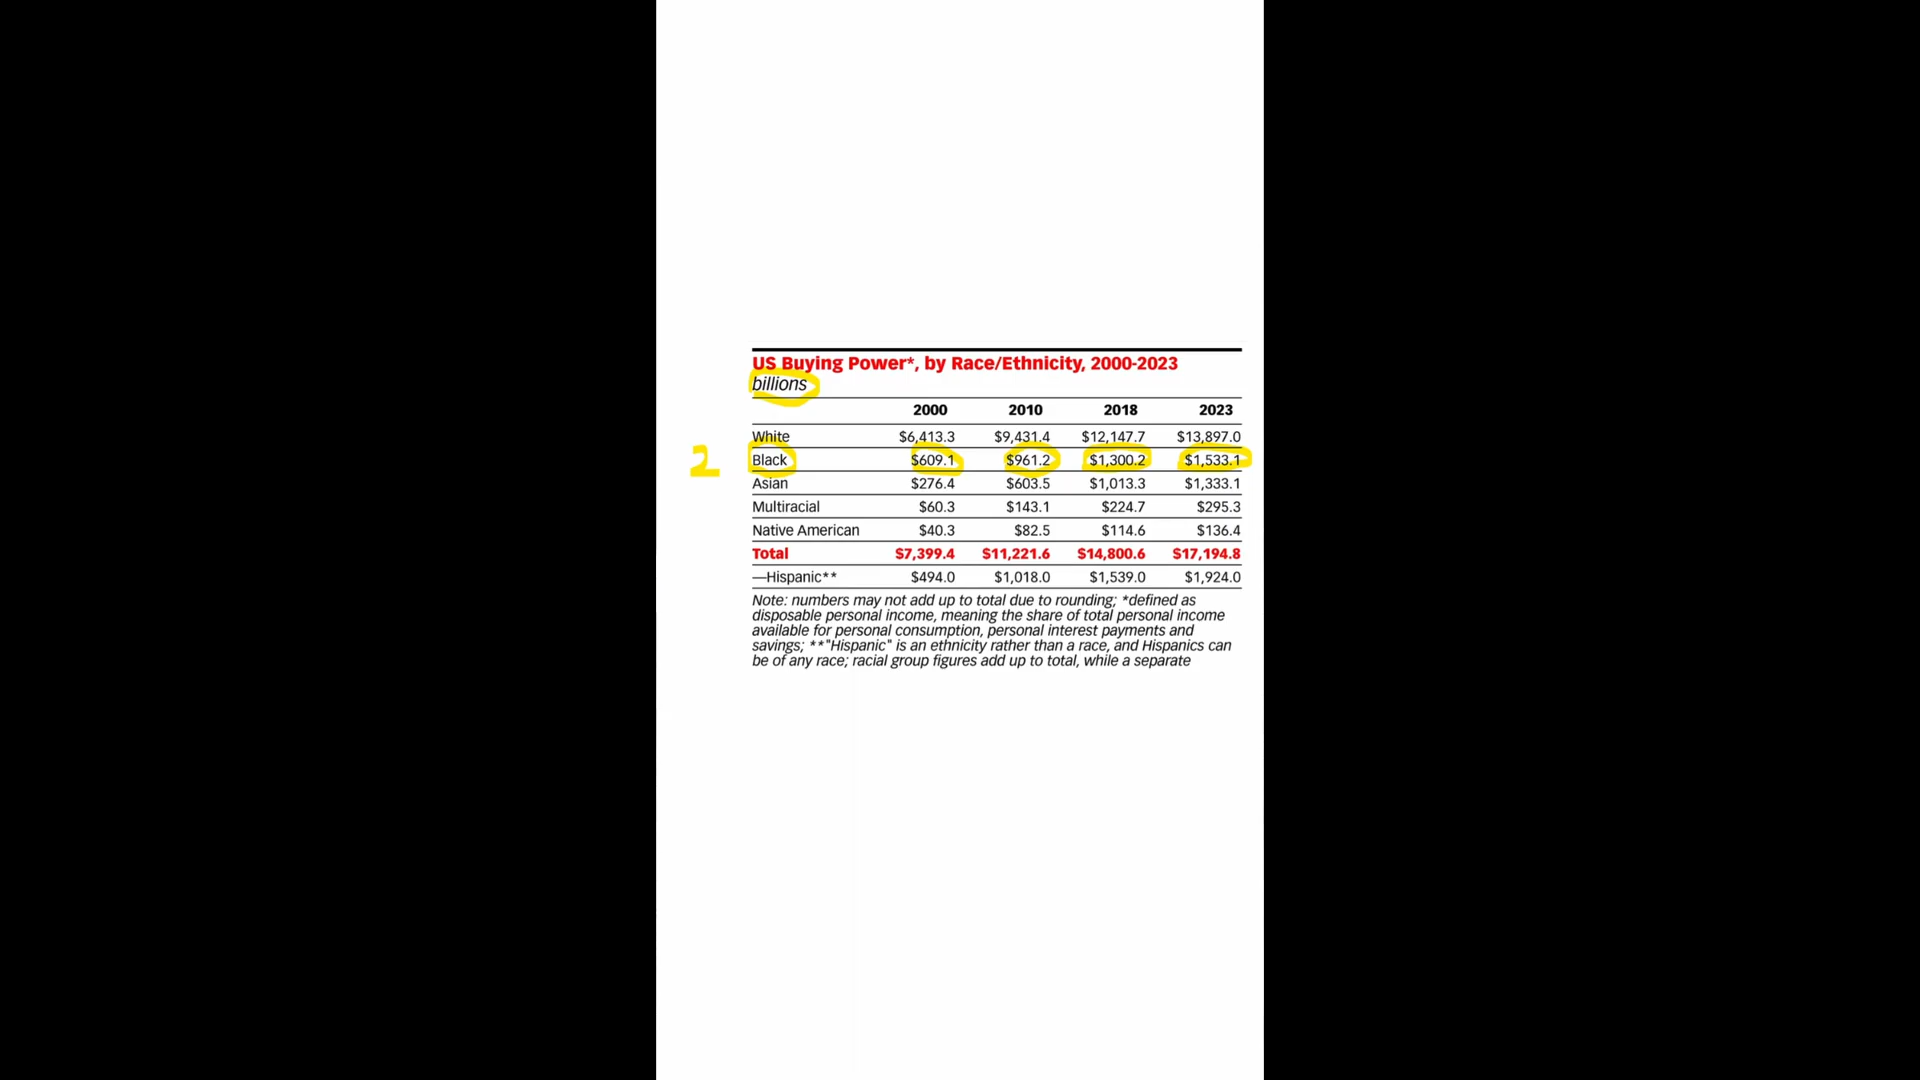 US Buying Power*, by Race/Ethnicity, 2000-2023
billions
2000 2010 2018 2023
White $6,413.3 $9,431.4 $12,147.7 $13,897.0
2 Black $609.1 $961.2 $1,300.2 $1,533.1
Asian $276.4 $603.5 $1,013.3 $1,333.1
Multiracial $60.3 $143.1 $224.7 $295.3
Native American $40.3 $82.5 $114.6 $136.4
Total $7,399.4 $11,221.6 $14,800.6 $17,194.8
—Hispanic** $494.0 $1,018.0 $1,539.0 $1,924.0
Note: numbers may not add up to total due to rounding; *defined as
disposable personal income, meaning the share of total personal income
available for personal consumption, personal interest payments and
savings; **"Hispanic" is an ethnicity rather than a race, and Hispanics can
be of any race; racial group figures add up to total, while a separate